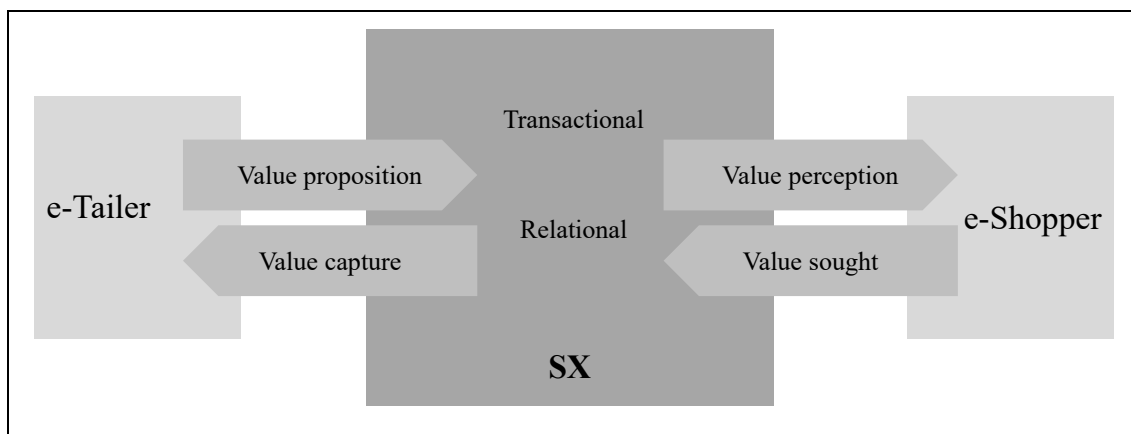 Transactional
Value proposition
Value perception
e-Tailer
e-Shopper
Relational
Value capture
Value sought
SX